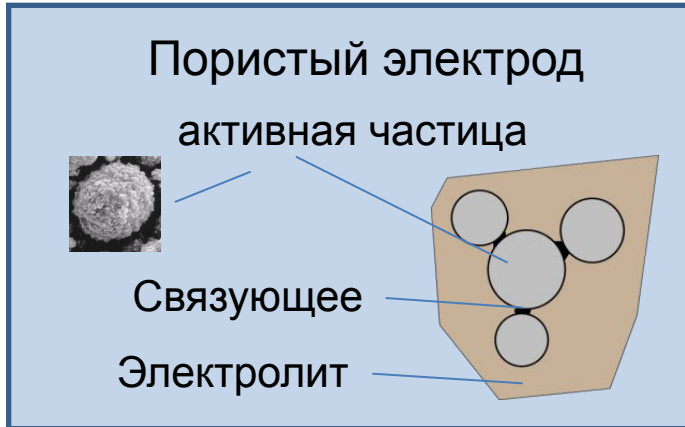 Пористый электрод
активная частица
Связующее
Электролит